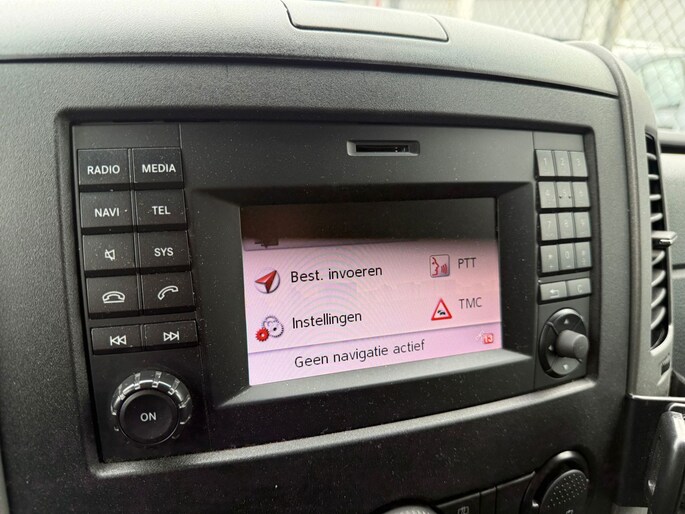 RADIO MEDIA
NAVI TEL
SYS
ON
Best. invoeren PTT
Instellingen TMC
Geen navigatie actief
C